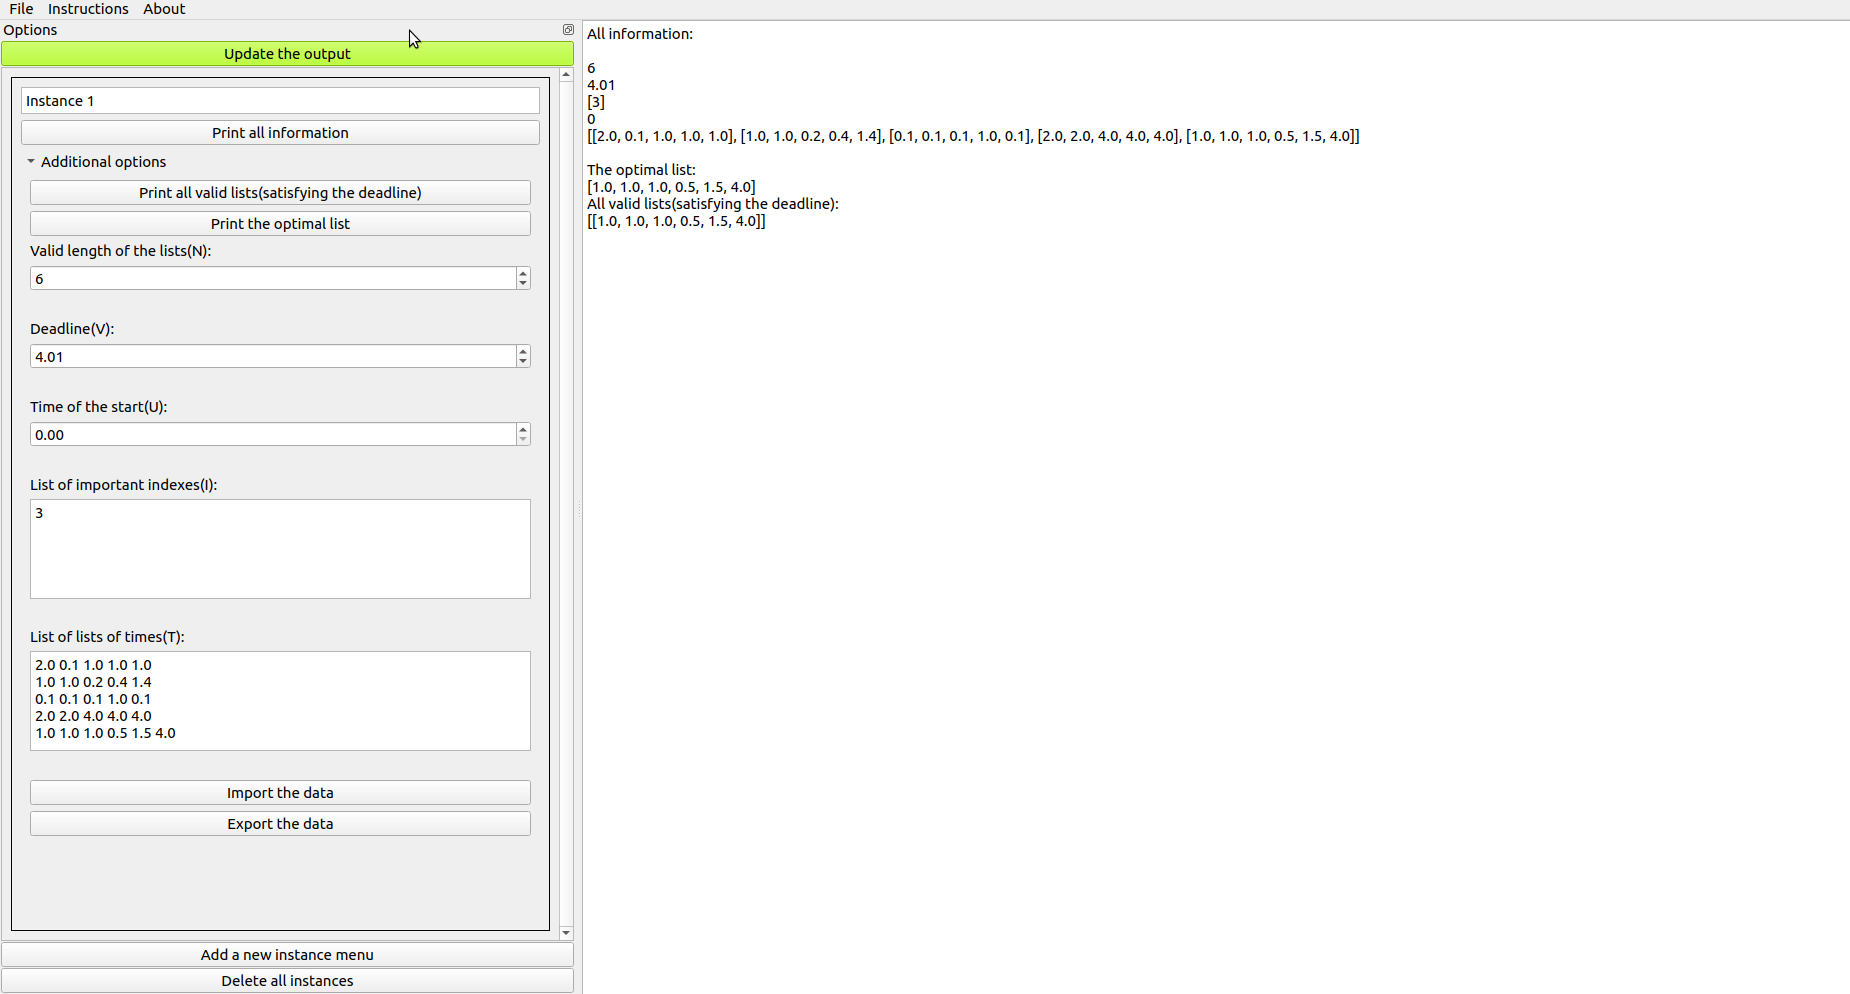 File Instructions About
Options
Update the output
Instance 1
Print all information
Additional options
Print all valid lists(satisfying the deadline)
Print the optimal list
Valid length of the lists(N):
6
Deadline(V):
4.01
Time of the start(U):
0.00
List of important indexes(I):
3
List of lists of times(T):
2.0 0.1 1.0 1.0 1.0
1.0 1.0 0.2 0.4 1.4
0.1 0.1 0.1 1.0 0.1
2.0 2.0 4.0 4.0 4.0
1.0 1.0 1.0 0.5 1.5 4.0
Import the data
Export the data
Add a new instance menu
Delete all instances
All information:
6
4.01
[3]
0
[[2.0, 0.1, 1.0, 1.0, 1.0], [1.0, 1.0, 0.2, 0.4, 1.4], [0.1, 0.1, 0.1, 1.0, 0.1], [2.0, 2.0, 4.0, 4.0, 4.0], [1.0, 1.0, 1.0, 0.5, 1.5, 4.0]]
The optimal list:
[1.0, 1.0, 1.0, 0.5, 1.5, 4.0]
All valid lists(satisfying the deadline):
[[1.0, 1.0, 1.0, 0.5, 1.5, 4.0]]